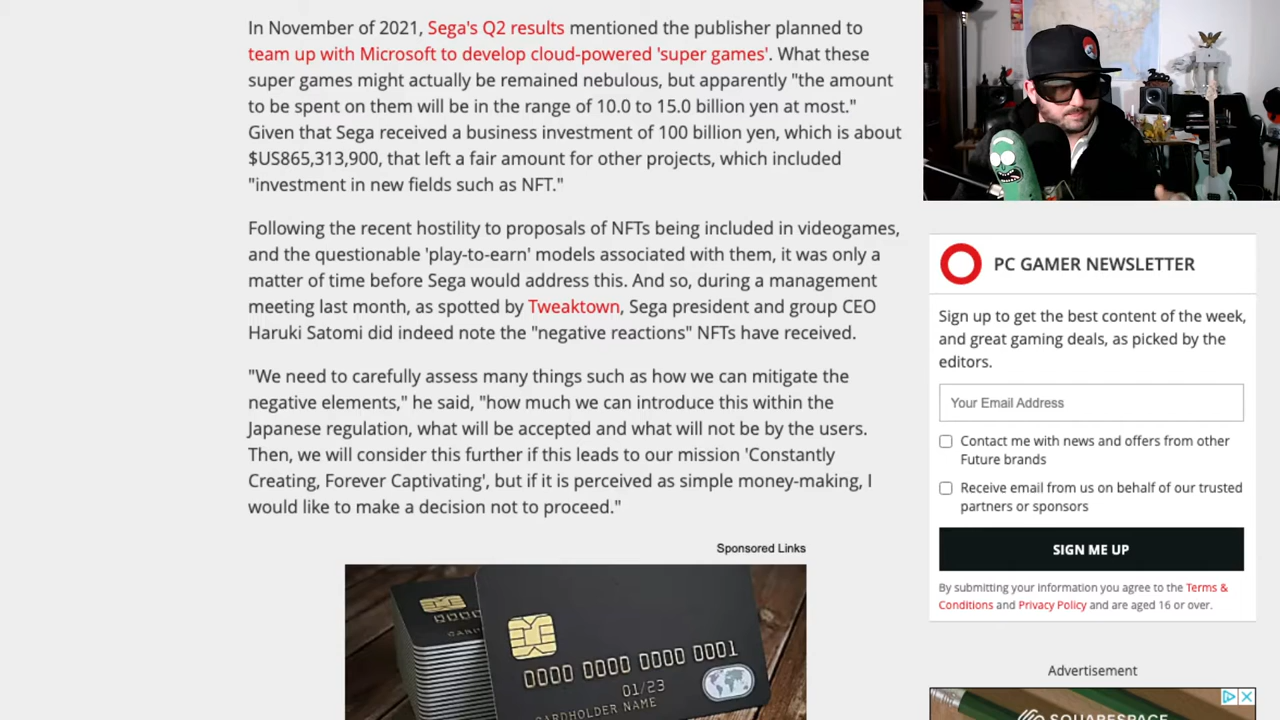 In November of 2021, Sega's Q2 results mentioned the publisher planned to
team up with Microsoft to develop cloud-powered 'super games'. What these
super games might actually be remained nebulous, but apparently "the amount
to be spent on them will be in the range of 10.0 to 15.0 billion yen at most."
Given that Sega received a business investment of 100 billion yen, which is about
$US865,313,900, that left a fair amount for other projects, which included
"investment in new fields such as NFT."
Following the recent hostility to proposals of NFTs being included in videogames,
and the questionable 'play-to-earn' models associated with them, it was only a
matter of time before Sega would address this. And so, during a management
meeting last month, as spotted by Tweaktown, Sega president and group CEO
Haruki Satomi did indeed note the "negative reactions" NFTs have received.
"We need to carefully assess many things such as how we can mitigate the
negative elements," he said, "how much we can introduce this within the
Japanese regulation, what will be accepted and what will not be by the users.
Then, we will consider this further if this leads to our mission 'Constantly
Creating, Forever Captivating', but if it is perceived as simple money-making, I
would like to make a decision not to proceed."
Sponsored Links
0000 0000 0000 0001
01/23
CARDHOLDER NAME
PC GAMER NEWSLETTER
Sign up to get the best content of the week,
and great gaming deals, as picked by the
editors.
Your Email Address
Contact me with news and offers from other
Future brands
Receive email from us on behalf of our trusted
partners or sponsors
SIGN ME UP
By submitting your information you agree to the Terms &
Conditions and Privacy Policy and are aged 16 or over.
Advertisement
SQUARESPACE